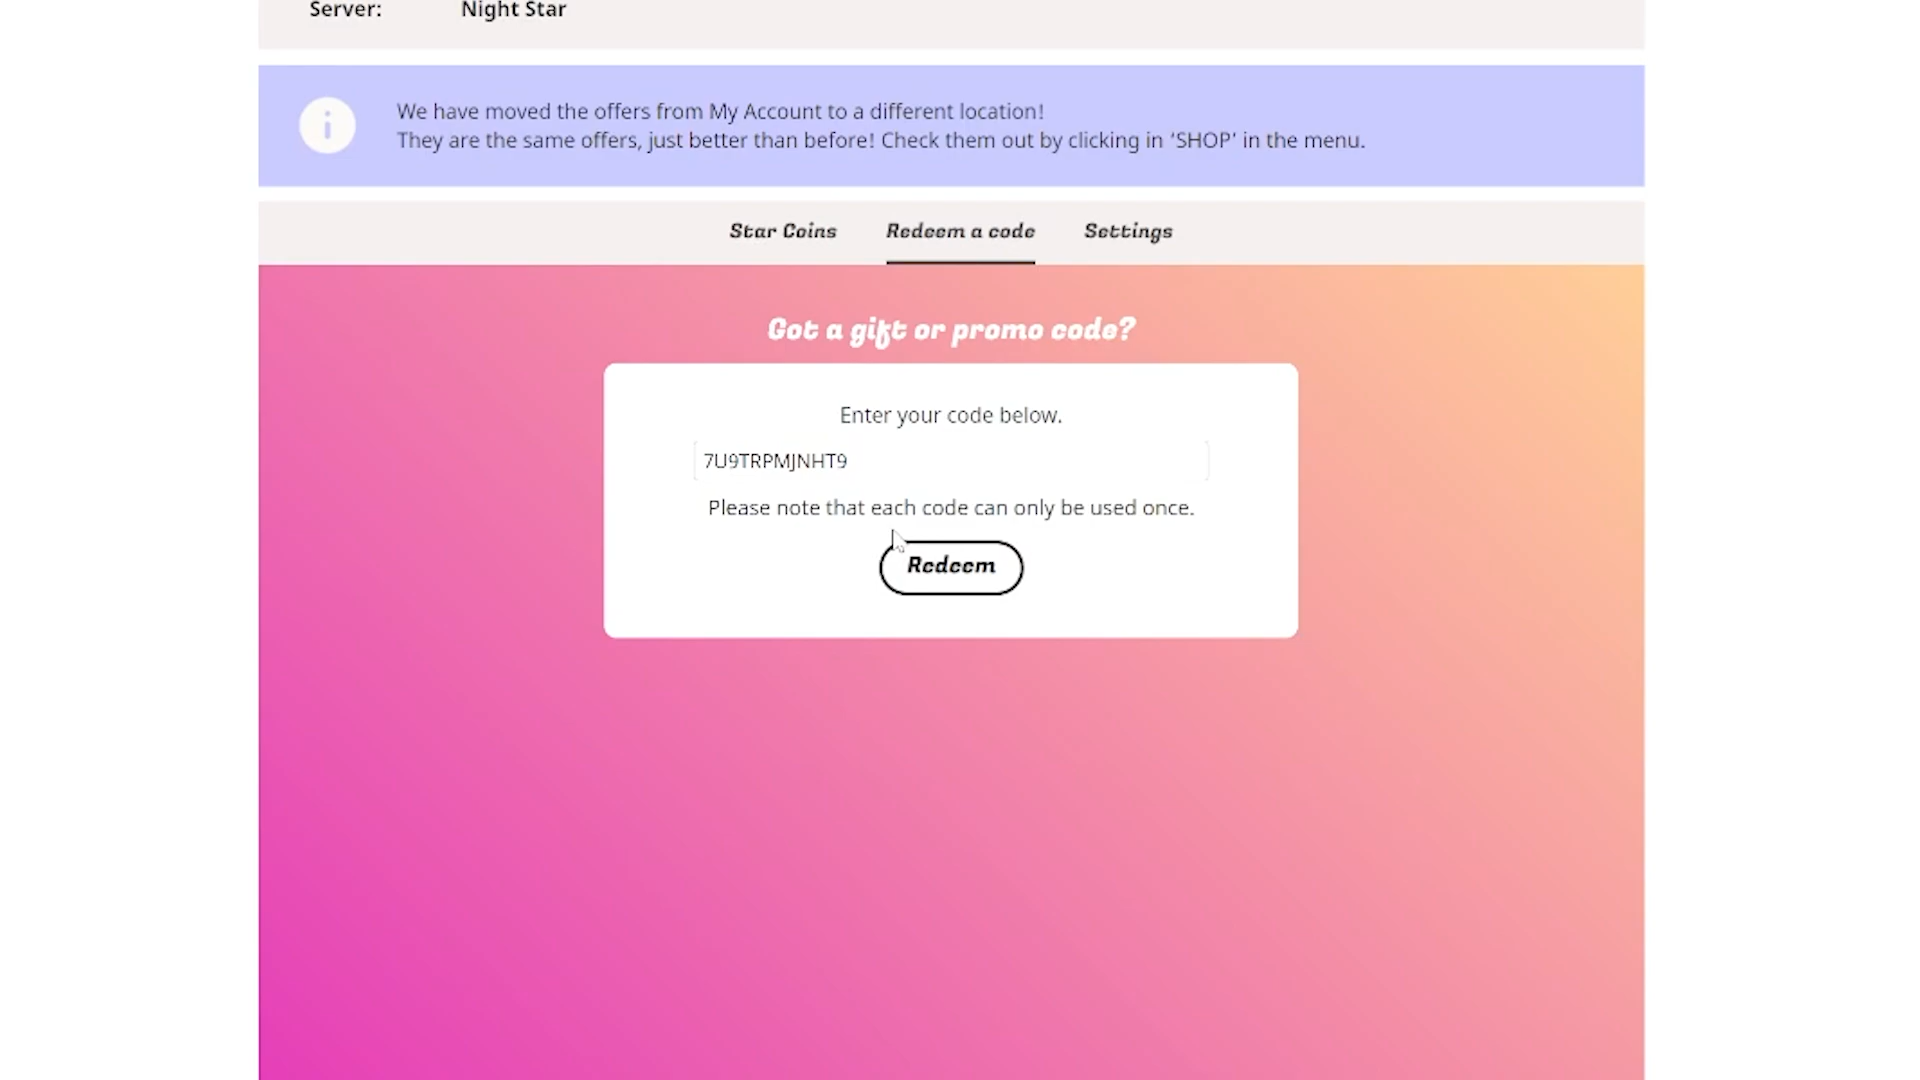 Server: Night Star
We have moved the offers from My Account to a different location!
They are the same offers, just better than before! Check them out by clicking in ‘SHOP’ in the menu.
Star Coins Redeem a code Settings
Got a gift or promo code?
Enter your code below.
7U9TRPMJNHT9
Please note that each code can only be used once.
Redeem